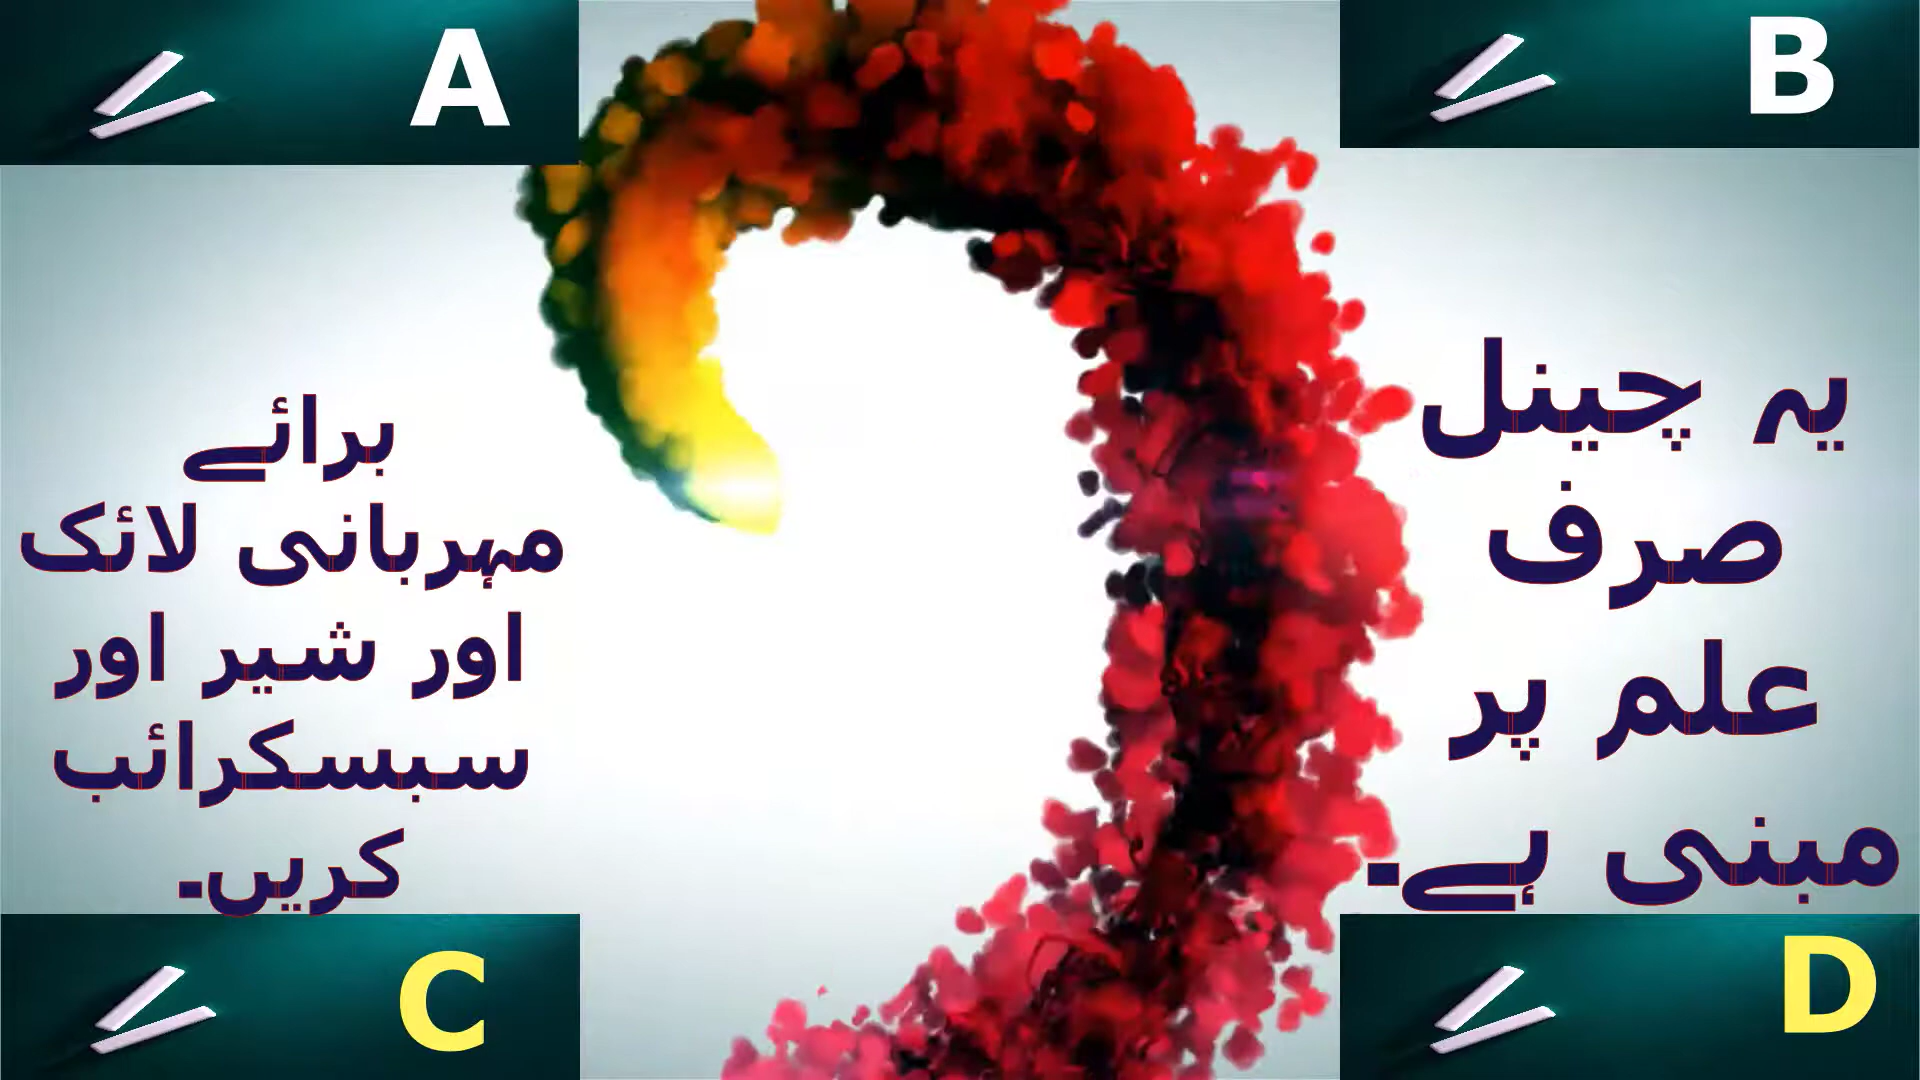 A
B
برائے
مہربانی لائک
اور شیر اور
سبسکرائب
کریں۔
یہ چینل
صرف
علم پر
مبنی ہے۔
C
D